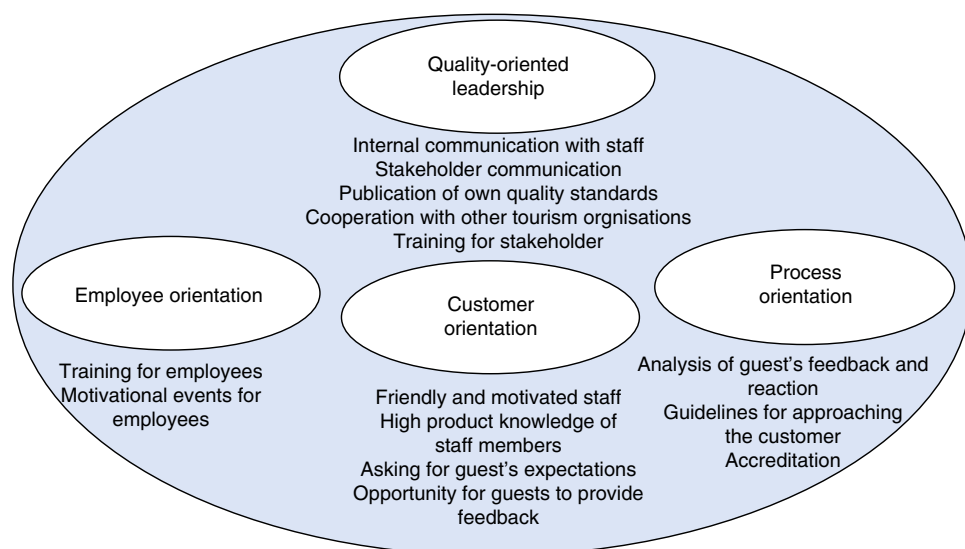 Quality-oriented
leadership
Internal communication with staff
Stakeholder communication
Publication of own quality standards
Cooperation with other tourism orgnisations
Training for stakeholder
Employee orientation
Training for employees
Motivational events for
employees
Customer
orientation
Friendly and motivated staff
High product knowledge of
staff members
Asking for guest's expectations
Opportunity for guests to provide
feedback
Process
orientation
Analysis of guest's feedback and
reaction
Guidelines for approaching
the customer
Accreditation